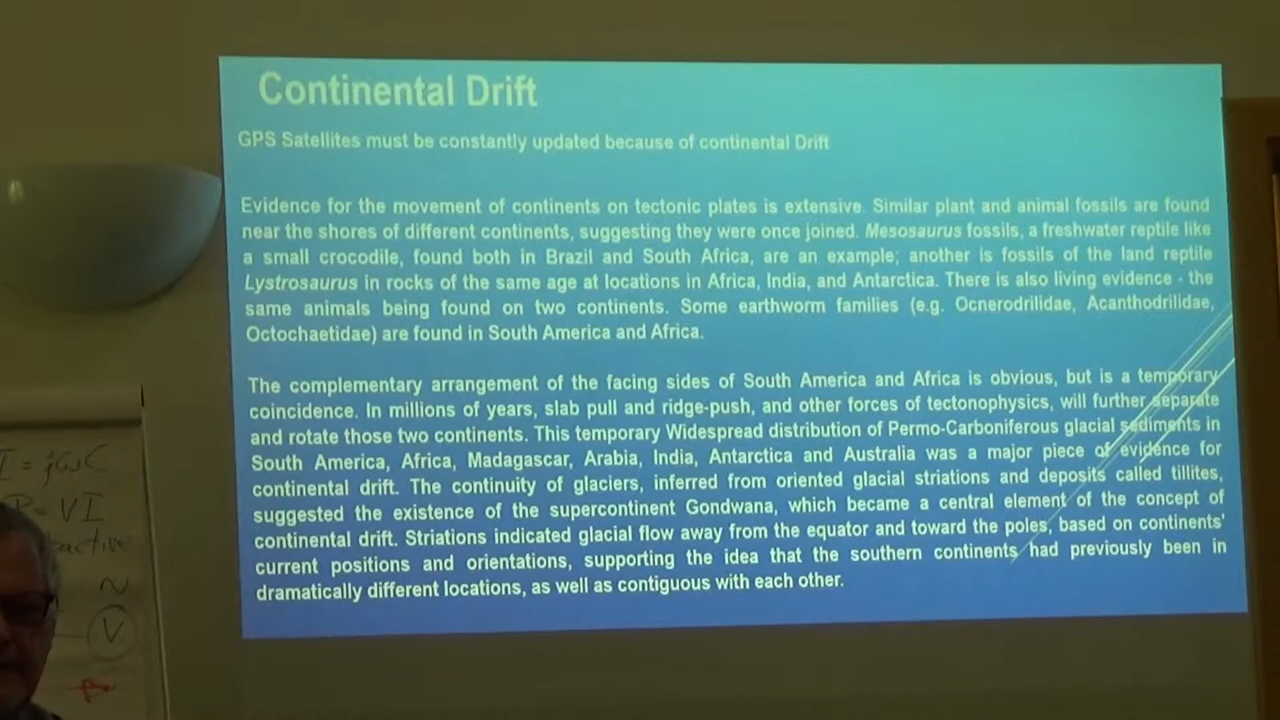 Continental Drift
GPS Satellites must be constantly updated because of continental Drift
Evidence for the movement of continents on tectonic plates is extensive. Similar plant and animal fossils are found
near the shores of different continents, suggesting they were once joined. Mesosaurus fossils, a freshwater reptile like
a small crocodile, found both in Brazil and South Africa, are an example; another is fossils of the land reptile
Lystrosaurus in rocks of the same age at locations in Africa, India, and Antarctica. There is also living evidence - the
same animals being found on two continents. Some earthworm families (e.g. Ocnerodrilidae, Acanthodrilidae,
Octochaetidae) are found in South America and Africa.
The complementary arrangement of the facing sides of South America and Africa is obvious, but is a temporary
coincidence. In millions of years, slab pull and ridge-push, and other forces of tectonophysics, will further separate
and rotate those two continents. This temporary Widespread distribution of Permo-Carboniferous glacial sediments in
South America, Africa, Madagascar, Arabia, India, Antarctica and Australia was a major piece of evidence for
continental drift. The continuity of glaciers, inferred from oriented glacial striations and deposits called tillites,
suggested the existence of the supercontinent Gondwana, which became a central element of the concept of
continental drift. Striations indicated glacial flow away from the equator and toward the poles, based on continents'
current positions and orientations, supporting the idea that the southern continents had previously been in
dramatically different locations, as well as contiguous with each other.
I = jωC
P = VI
V